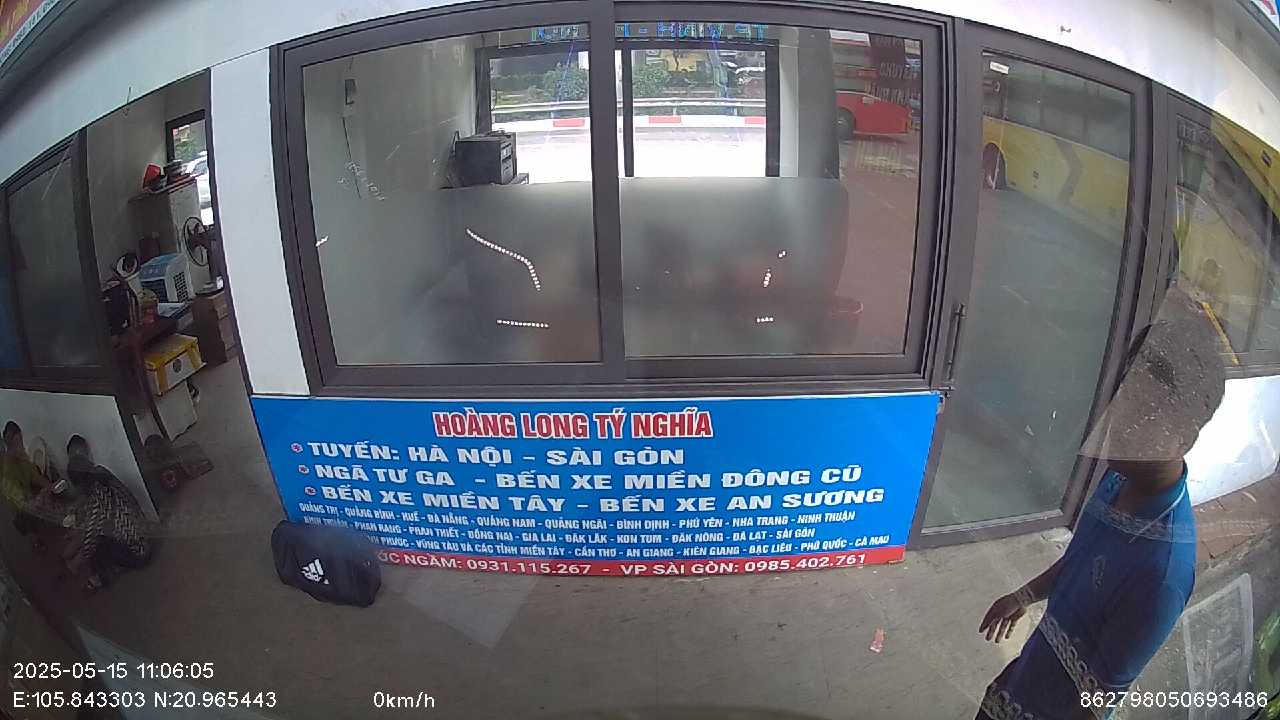 HOÀNG LONG TÝ NGHĨA
TUYẾN: HÀ NỘI - SÀI GÒN
NGÃ TƯ GA - BẾN XE MIỀN ĐÔNG CŨ
BẾN XE MIỀN TÂY - BẾN XE AN SƯƠNG
QUẢNG TRỊ - QUẢNG BÌNH - HUẾ - ĐÀ NẴNG - QUẢNG NAM - QUẢNG NGÃI - BÌNH ĐỊNH - PHÚ YÊN - NHA TRANG - NINH THUẬN
BÌNH THUẬN - PHAN RANG - PHAN THIẾT - ĐỒNG NAI - GIA LAI - ĐĂK LĂK - KON TUM - ĐĂK NÔNG - ĐÀ LẠT - SÀI GÒN
PHƯỚC - VŨNG TÀU VÀ CÁC TỈNH MIỀN TÂY - CẦN THƠ - AN GIANG - KIÊN GIANG - BẠC LIÊU - PHÚ QUỐC - CÀ MAU
NGẦM: 0931.115.267 - VP SÀI GÒN: 0985.402.761
adidas
2025-05-15 11:06:05
E:105.843303 N:20.965443 0km/h 862798050693486